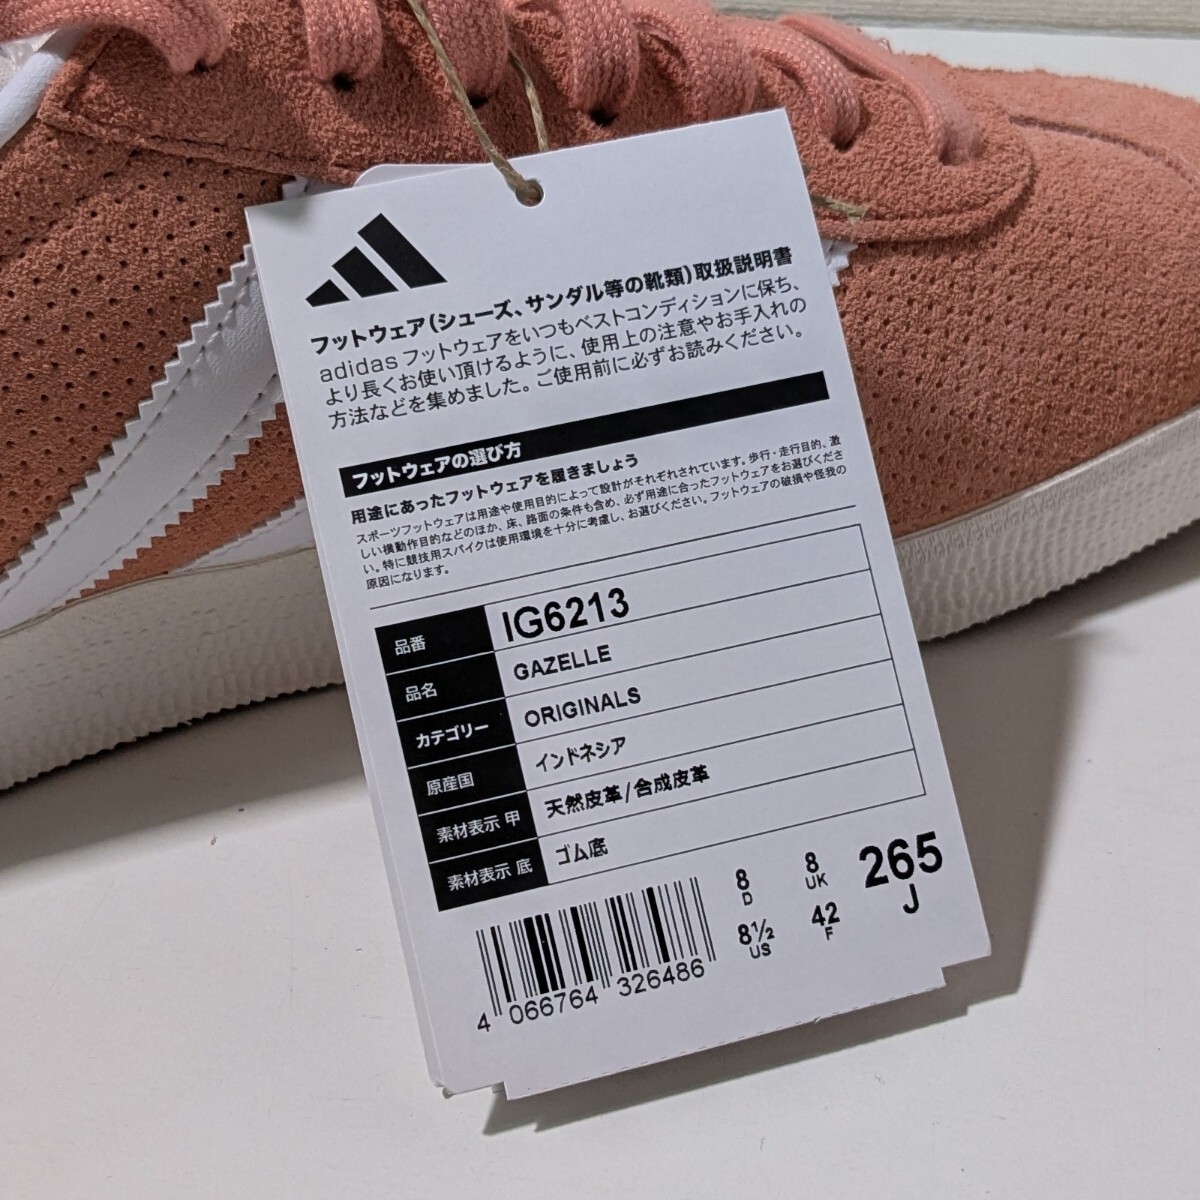 フットウェア(シューズ、サンダル等の靴類)取扱説明書
adidas フットウェアをいつもベストコンディションに保ち、
より長くお使い頂けるように、使用上の注意やお手入れの
方法などを集めました。ご使用前に必ずお読みください。
フットウェアの選び方
用途にあったフットウェアを履きましょう
スポーツフットウェアは用途や使用目的によって設計がそれぞれされています。歩行・走行目的、激
しい横動作目的などのほか、床、路面の条件も含め、必ず用途に合ったフットウェアをお選びくださ
い。特に競技用スパイクは使用環境を十分に考慮し、お選びください。フットウェアの破損や怪我の
原因になります。
品番 IG6213
品名 GAZELLE
カテゴリー ORIGINALS
原産国 インドネシア
素材表示 甲 天然皮革/合成皮革
素材表示 底 ゴム底
8 D 8 UK 265 J
8½ US 42 F
4 066764 326486